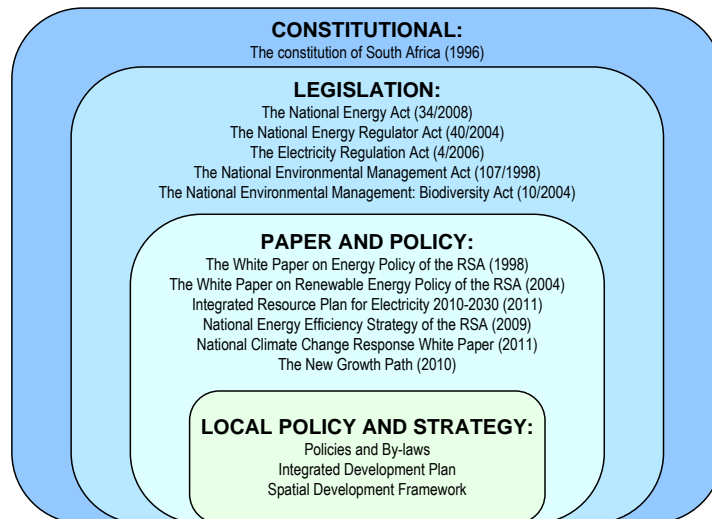 CONSTITUTIONAL:
The constitution of South Africa (1996)
LEGISLATION:
The National Energy Act (34/2008)
The National Energy Regulator Act (40/2004)
The Electricity Regulation Act (4/2006)
The National Environmental Management Act (107/1998)
The National Environmental Management: Biodiversity Act (10/2004)
PAPER AND POLICY:
The White Paper on Energy Policy of the RSA (1998)
The White Paper on Renewable Energy Policy of the RSA (2004)
Integrated Resource Plan for Electricity 2010-2030 (2011)
National Energy Efficiency Strategy of the RSA (2009)
National Climate Change Response White Paper (2011)
The New Growth Path (2010)
LOCAL POLICY AND STRATEGY:
Policies and By-laws
Integrated Development Plan
Spatial Development Framework